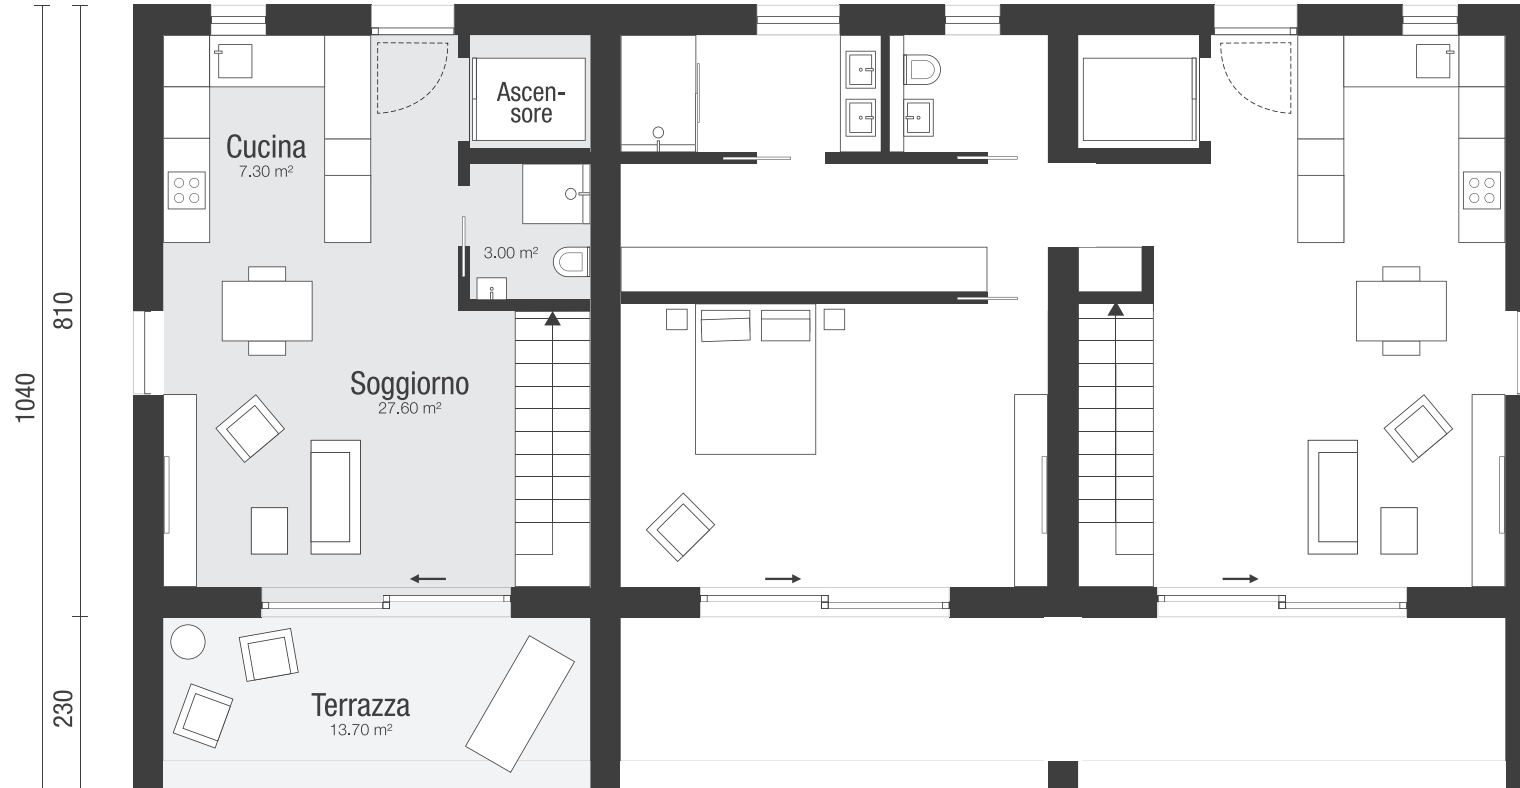 Ascen-
sore
Cucina
7.30 m²
3.00 m²
810
1040
Soggiorno
27.60 m²
230
Terrazza
13.70 m²